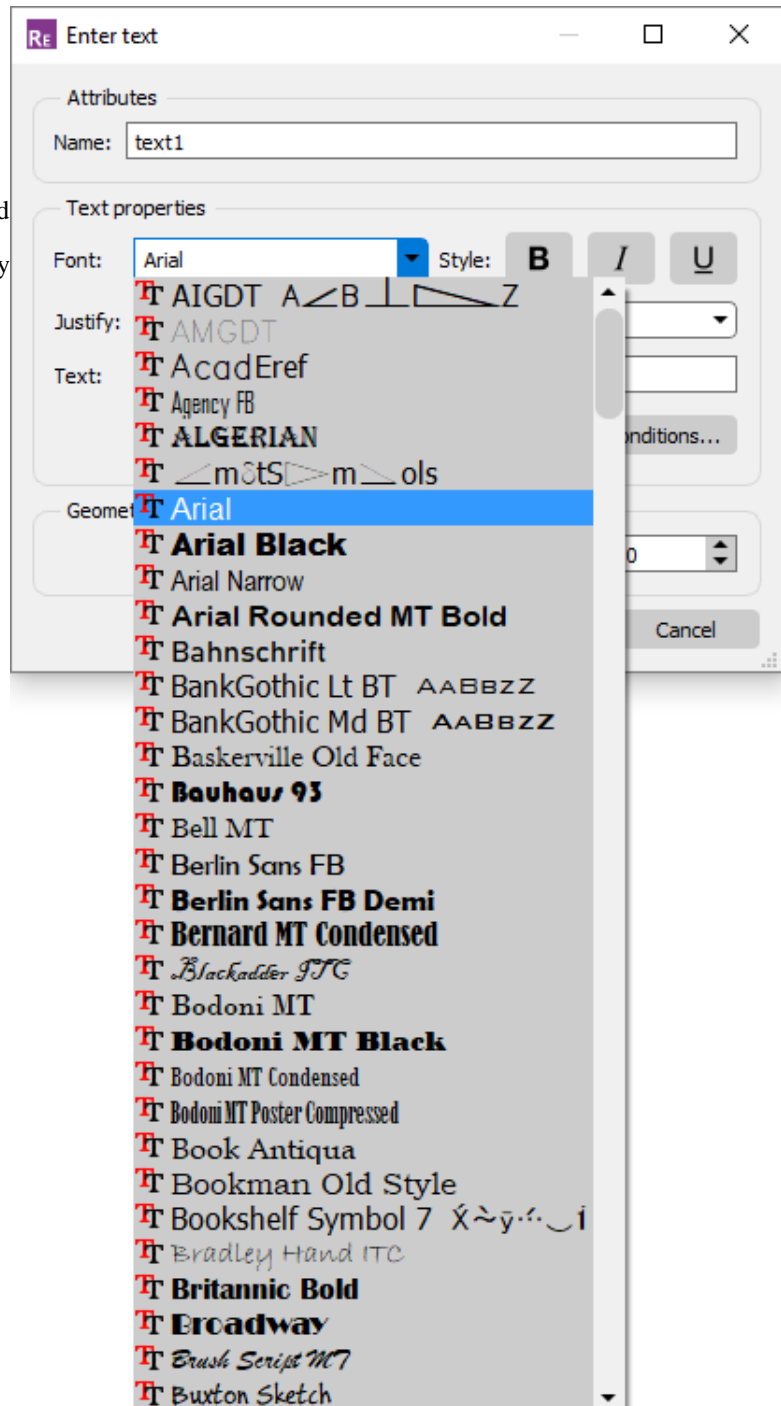 RE Enter text
Attributes
Name: text1
d
Text properties
y
Font: Arial Style: B I U
AIGDT A B Z
Justify:
AMGDT
AcadEref
Text:
Agency FB
ALGERIAN
onditions...
mδtS m ols
Geomet
Arial
Arial Black
0
Arial Narrow
Arial Rounded MT Bold
Cancel
Bahnschrift
BankGothic Lt BT AABBZZ
BankGothic Md BT AABBZZ
Baskerville Old Face
Bauhaus 93
Bell MT
Berlin Sans FB
Berlin Sans FB Demi
Bernard MT Condensed
Blackadder ITC
Bodoni MT
Bodoni MT Black
Bodoni MT Condensed
Bodoni MT Poster Compressed
Book Antiqua
Bookman Old Style
Bookshelf Symbol 7
Bradley Hand ITC
Britannic Bold
Broadway
Brush Script MT
Buxton Sketch